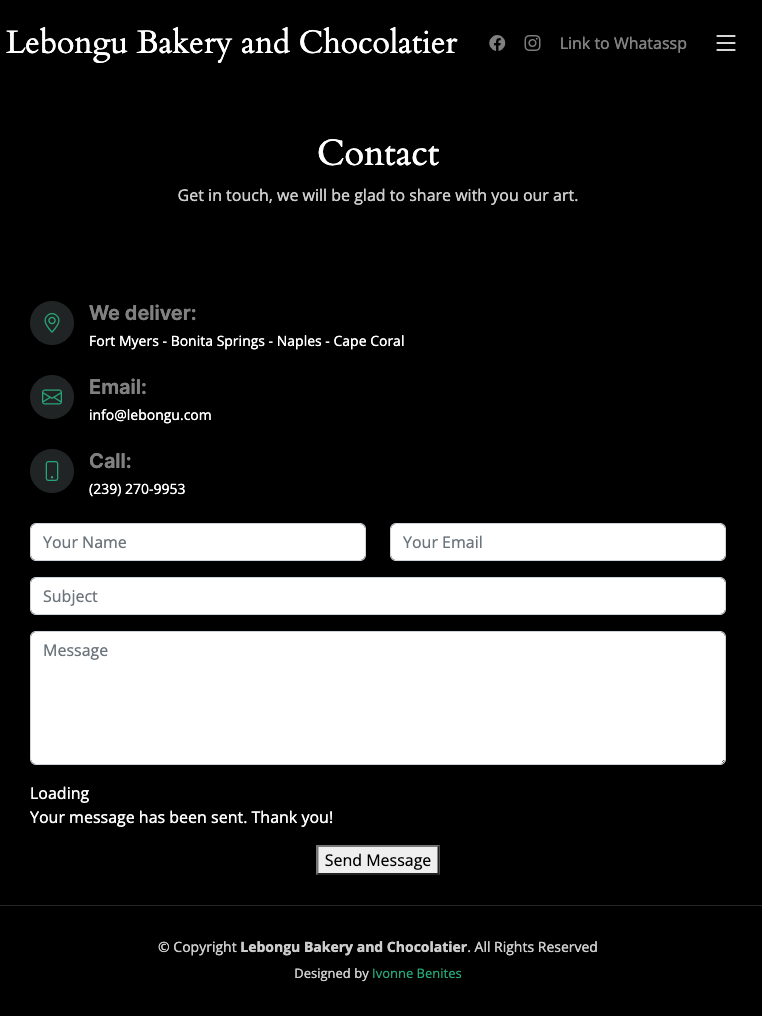 Lebongu Bakery and Chocolatier
Link to Whatassp
Contact
Get in touch, we will be glad to share with you our art.
We deliver:
Fort Myers - Bonita Springs - Naples - Cape Coral
Email:
info@lebongu.com
Call:
(239) 270-9953
Your Name
Your Email
Subject
Message
Loading
Your message has been sent. Thank you!
Send Message
© Copyright Lebongu Bakery and Chocolatier. All Rights Reserved
Designed by Ivonne Benites